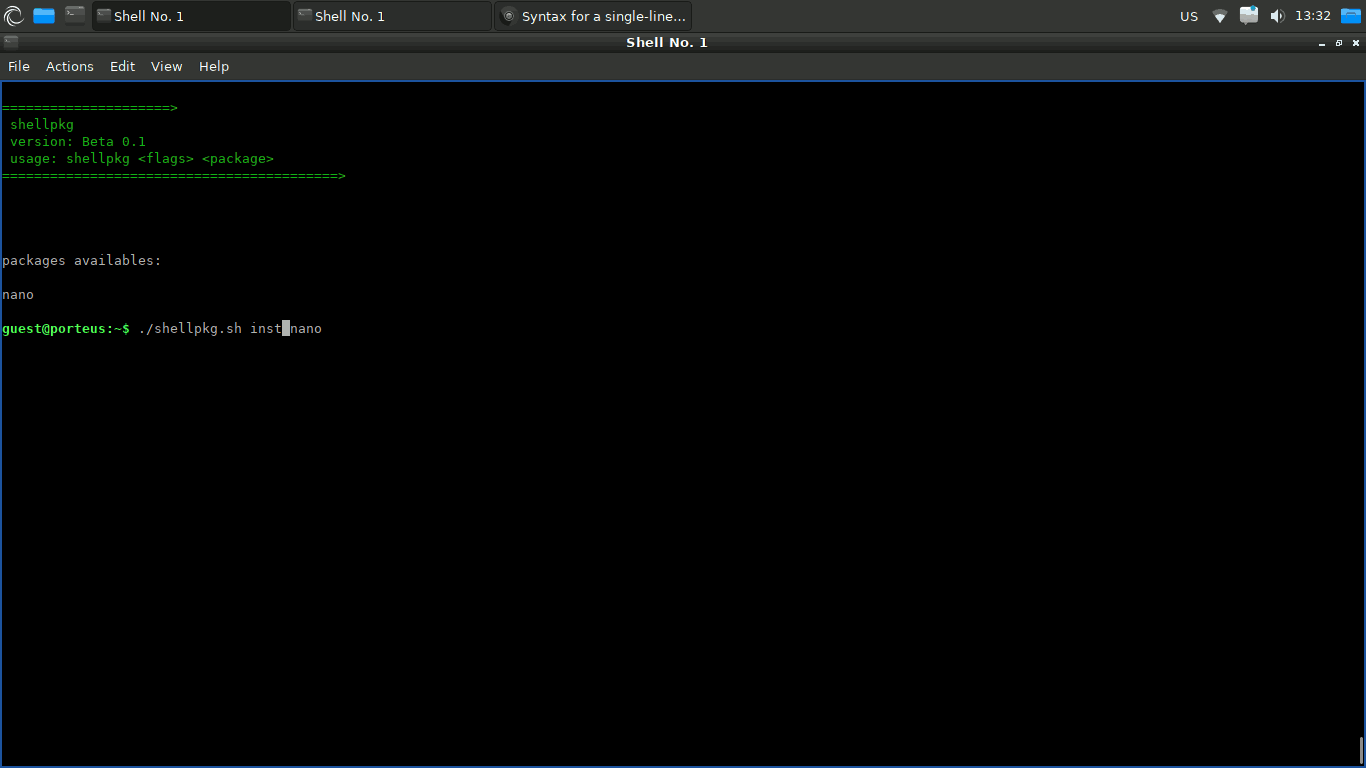 Shell No. 1
Shell No. 1
Syntax for a single-line...
US
13:32
Shell No. 1
File Actions Edit View Help
=====================>
shellpkg
version: Beta 0.1
usage: shellpkg <flags> <package>
==========================================>
packages availables:
nano
guest@porteus:~$ ./shellpkg.sh inst nano